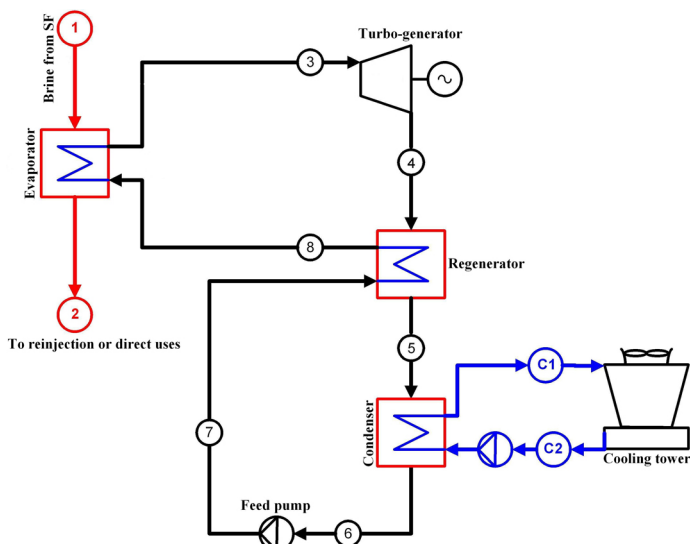 1
Brine from SF
Turbo-generator
3
Evaporator
4
8
Regenerator
2
To reinjection or direct uses
5
C1
7
Condenser
C2
Cooling tower
Feed pump
6